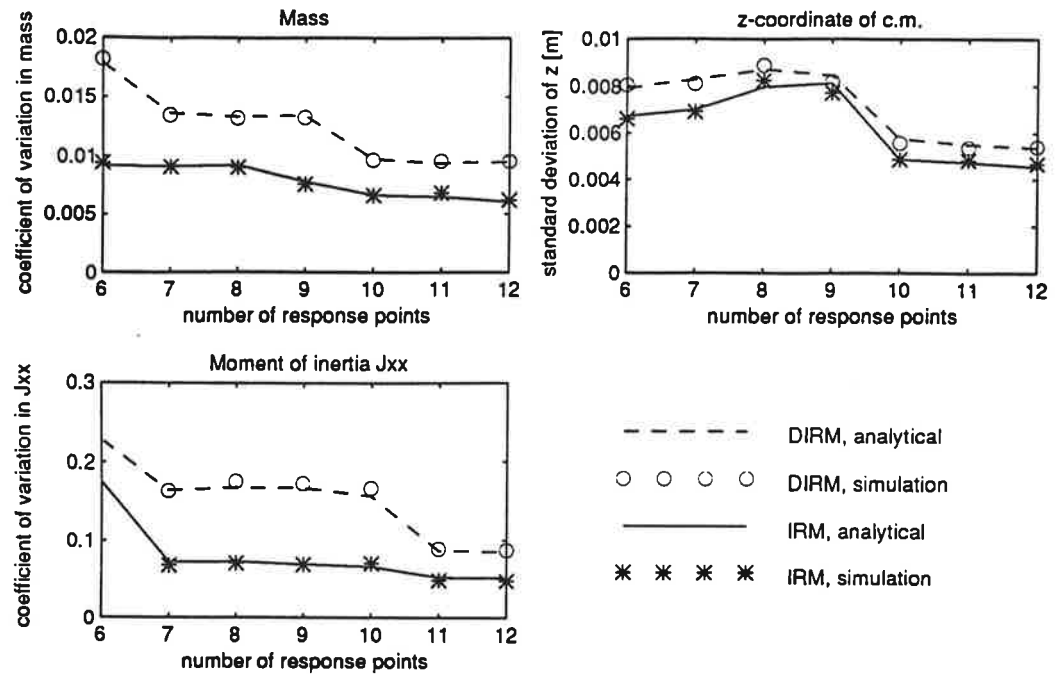 Mass
coefficient of variation in mass
0.02
0.015
0.01
0.005
0
6 7 8 9 10 11 12
number of response points
z-coordinate of c.m.
standard deviation of z [m]
0.01
0.008
0.006
0.004
0.002
0
6 7 8 9 10 11 12
number of response points
Moment of inertia Jxx
coefficient of variation in Jxx
0.3
0.2
0.1
0
6 7 8 9 10 11 12
number of response points
DIRM, analytical
DIRM, simulation
IRM, analytical
IRM, simulation